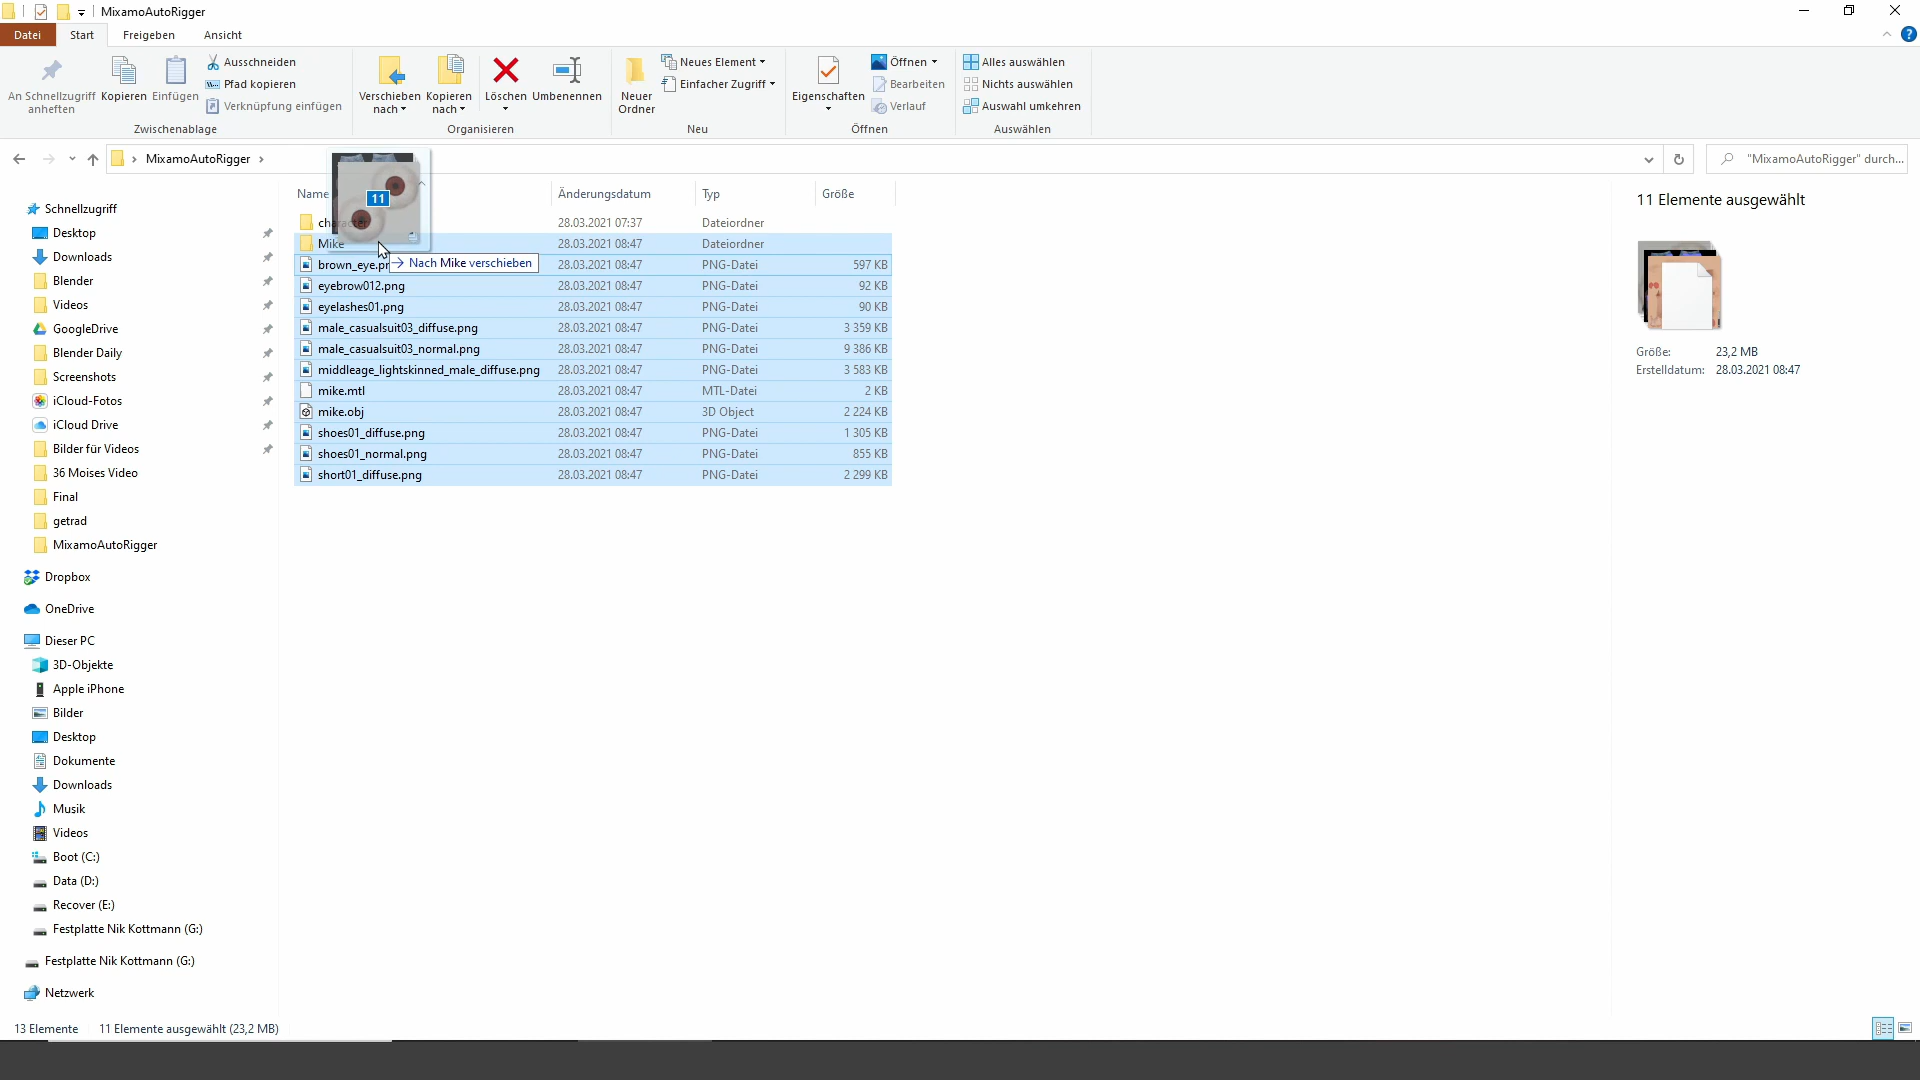 MixamoAutoRigger
Datei Start Freigeben Ansicht
An Schnellzugriff anheften
Kopieren
Einfügen
Ausschneiden
Pfad kopieren
Verknüpfung einfügen
Zwischenablage
Verschieben nach
Kopieren nach
Löschen
Umbenennen
Organisieren
Neuer Ordner
Neues Element
Einfacher Zugriff
Neu
Eigenschaften
Öffnen
Bearbeiten
Verlauf
Öffnen
Alles auswählen
Nichts auswählen
Auswahl umkehren
Auswählen
MixamoAutoRigger
"MixamoAutoRigger" durch...
Schnellzugriff
Desktop
Downloads
Blender
Videos
GoogleDrive
Blender Daily
Screenshots
iCloud-Fotos
iCloud Drive
Bilder für Videos
36 Moises Video
Final
getrad
MixamoAutoRigger
Dropbox
OneDrive
Dieser PC
3D-Objekte
Apple iPhone
Bilder
Desktop
Dokumente
Downloads
Musik
Videos
Boot (C:)
Data (D:)
Recover (E:)
Festplatte Nik Kottmann (G:)
Festplatte Nik Kottmann (G:)
Netzwerk
Name Änderungsdatum Typ Größe
character 28.03.2021 07:37 Dateiordner
Mike 28.03.2021 08:47 Dateiordner
brown_eye.pn 28.03.2021 08:47 PNG-Datei 597 KB
eyebrow012.png 28.03.2021 08:47 PNG-Datei 92 KB
eyelashes01.png 28.03.2021 08:47 PNG-Datei 90 KB
male_casualsuit03_diffuse.png 28.03.2021 08:47 PNG-Datei 3 359 KB
male_casualsuit03_normal.png 28.03.2021 08:47 PNG-Datei 9 386 KB
middleage_lightskinned_male_diffuse.png 28.03.2021 08:47 PNG-Datei 3 583 KB
mike.mtl 28.03.2021 08:47 MTL-Datei 2 KB
mike.obj 28.03.2021 08:47 3D Object 2 224 KB
shoes01_diffuse.png 28.03.2021 08:47 PNG-Datei 1 305 KB
shoes01_normal.png 28.03.2021 08:47 PNG-Datei 855 KB
short01_diffuse.png 28.03.2021 08:47 PNG-Datei 2 299 KB
11
Nach Mike verschieben
11 Elemente ausgewählt
Größe: 23,2 MB
Erstelldatum: 28.03.2021 08:47
13 Elemente 11 Elemente ausgewählt (23,2 MB)